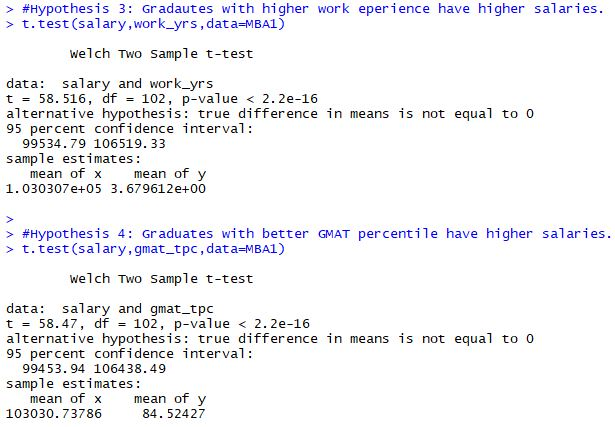 > #Hypothesis 3: Gradautes with higher work eperience have higher salaries.
> t.test(salary,work_yrs,data=MBA1)
Welch Two Sample t-test
data:  salary and work_yrs
t = 58.516, df = 102, p-value < 2.2e-16
alternative hypothesis: true difference in means is not equal to 0
95 percent confidence interval:
99534.79 106519.33
sample estimates:
mean of x    mean of y
1.030307e+05 3.679612e+00
>
> #Hypothesis 4: Graduates with better GMAT percentile have higher salaries.
> t.test(salary,gmat_tpc,data=MBA1)
Welch Two Sample t-test
data:  salary and gmat_tpc
t = 58.47, df = 102, p-value < 2.2e-16
alternative hypothesis: true difference in means is not equal to 0
95 percent confidence interval:
99453.94 106438.49
sample estimates:
mean of x    mean of y
103030.73786     84.52427